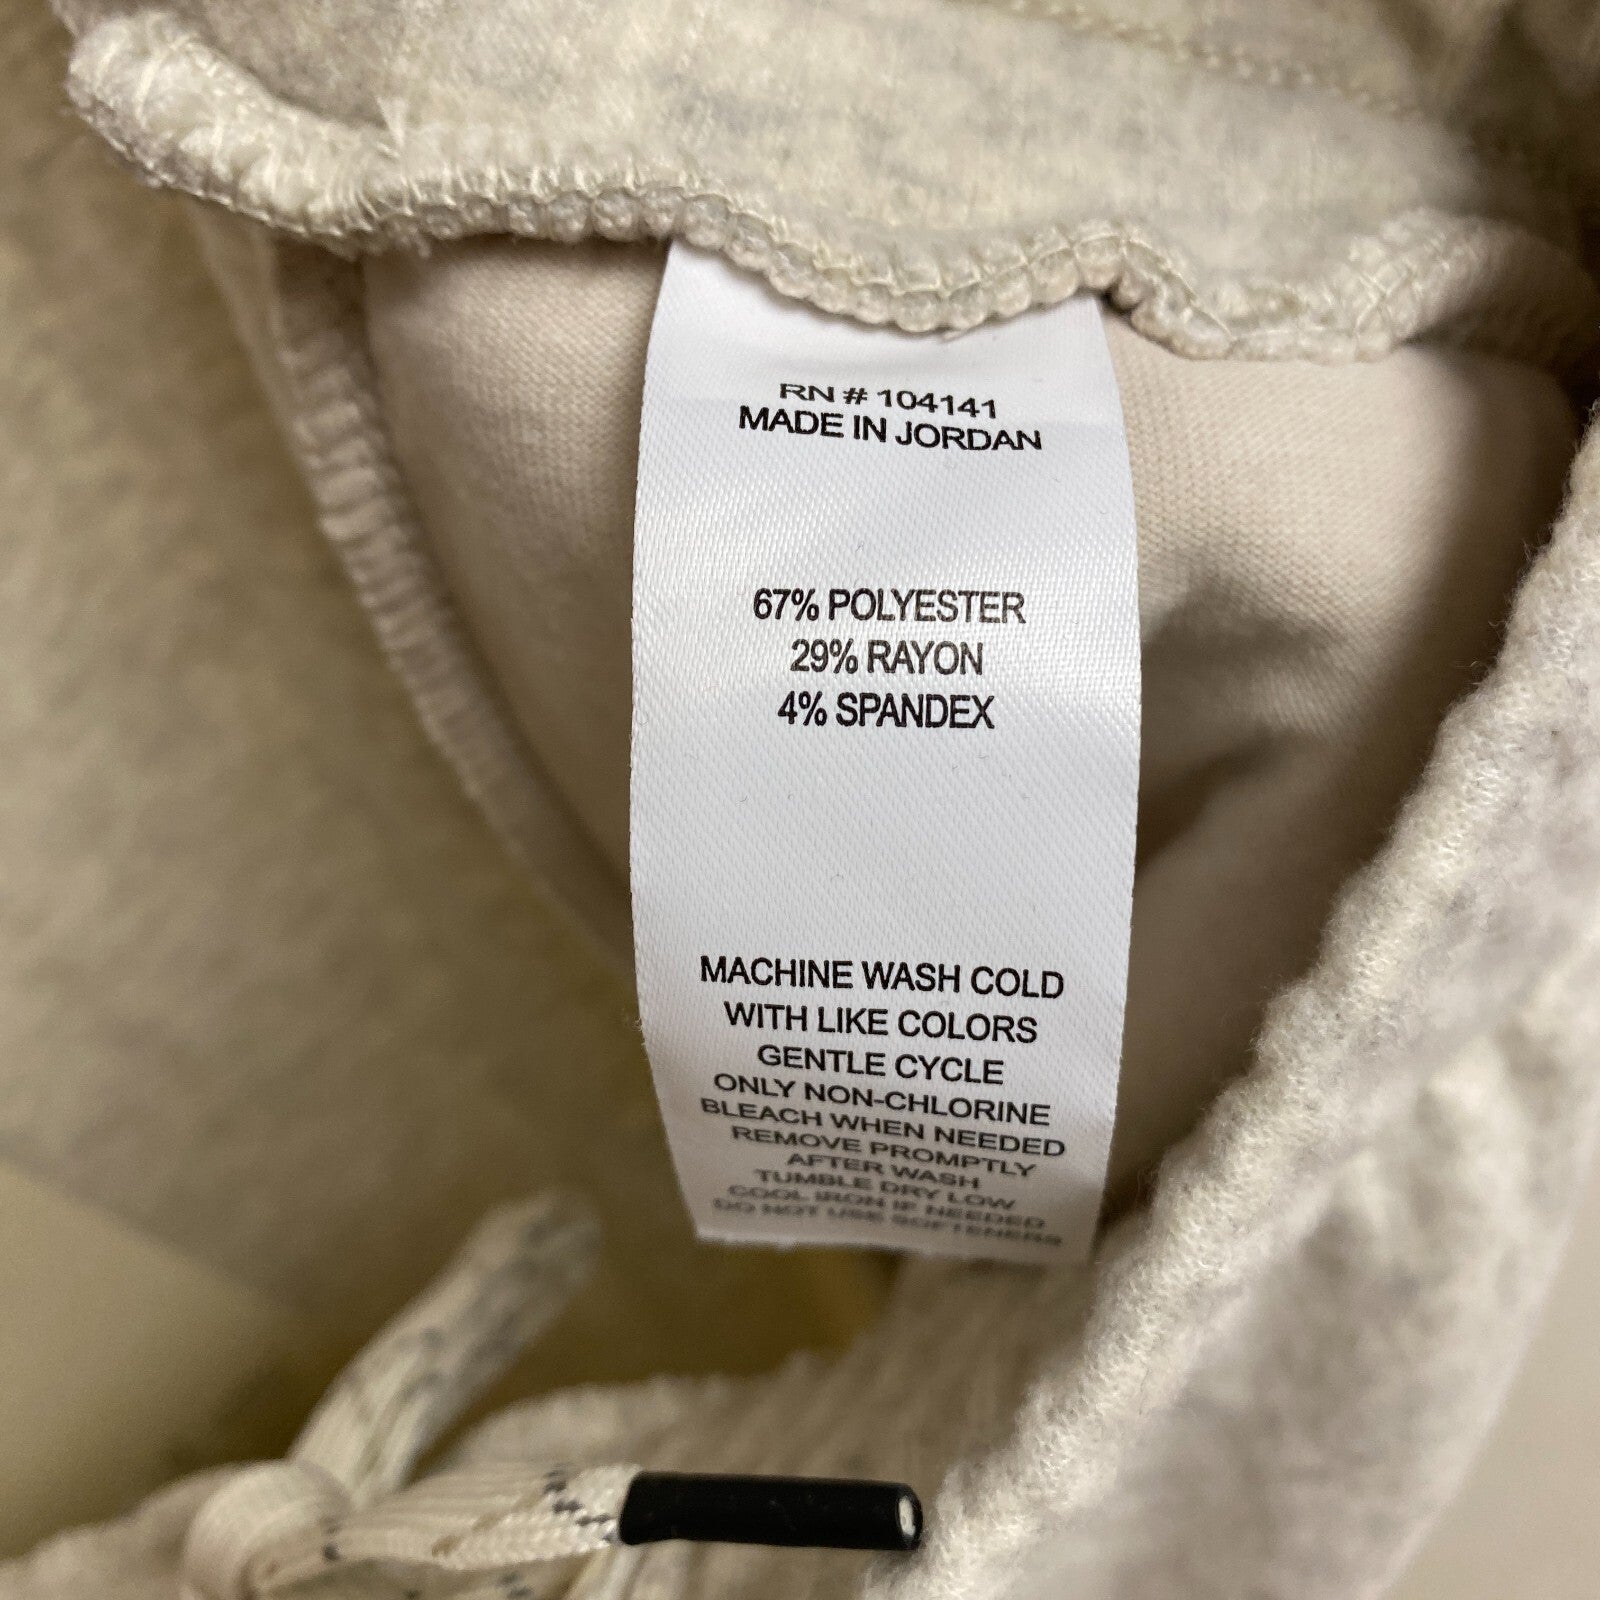 RN # 104141
MADE IN JORDAN
67% POLYESTER
29% RAYON
4% SPANDEX
MACHINE WASH COLD
WITH LIKE COLORS
GENTLE CYCLE
ONLY NON-CHLORINE
BLEACH WHEN NEEDED
REMOVE PROMPTLY
AFTER WASH
TUMBLE DRY LOW
COOL IRON IF NEEDED
DO NOT USE SOFTENERS